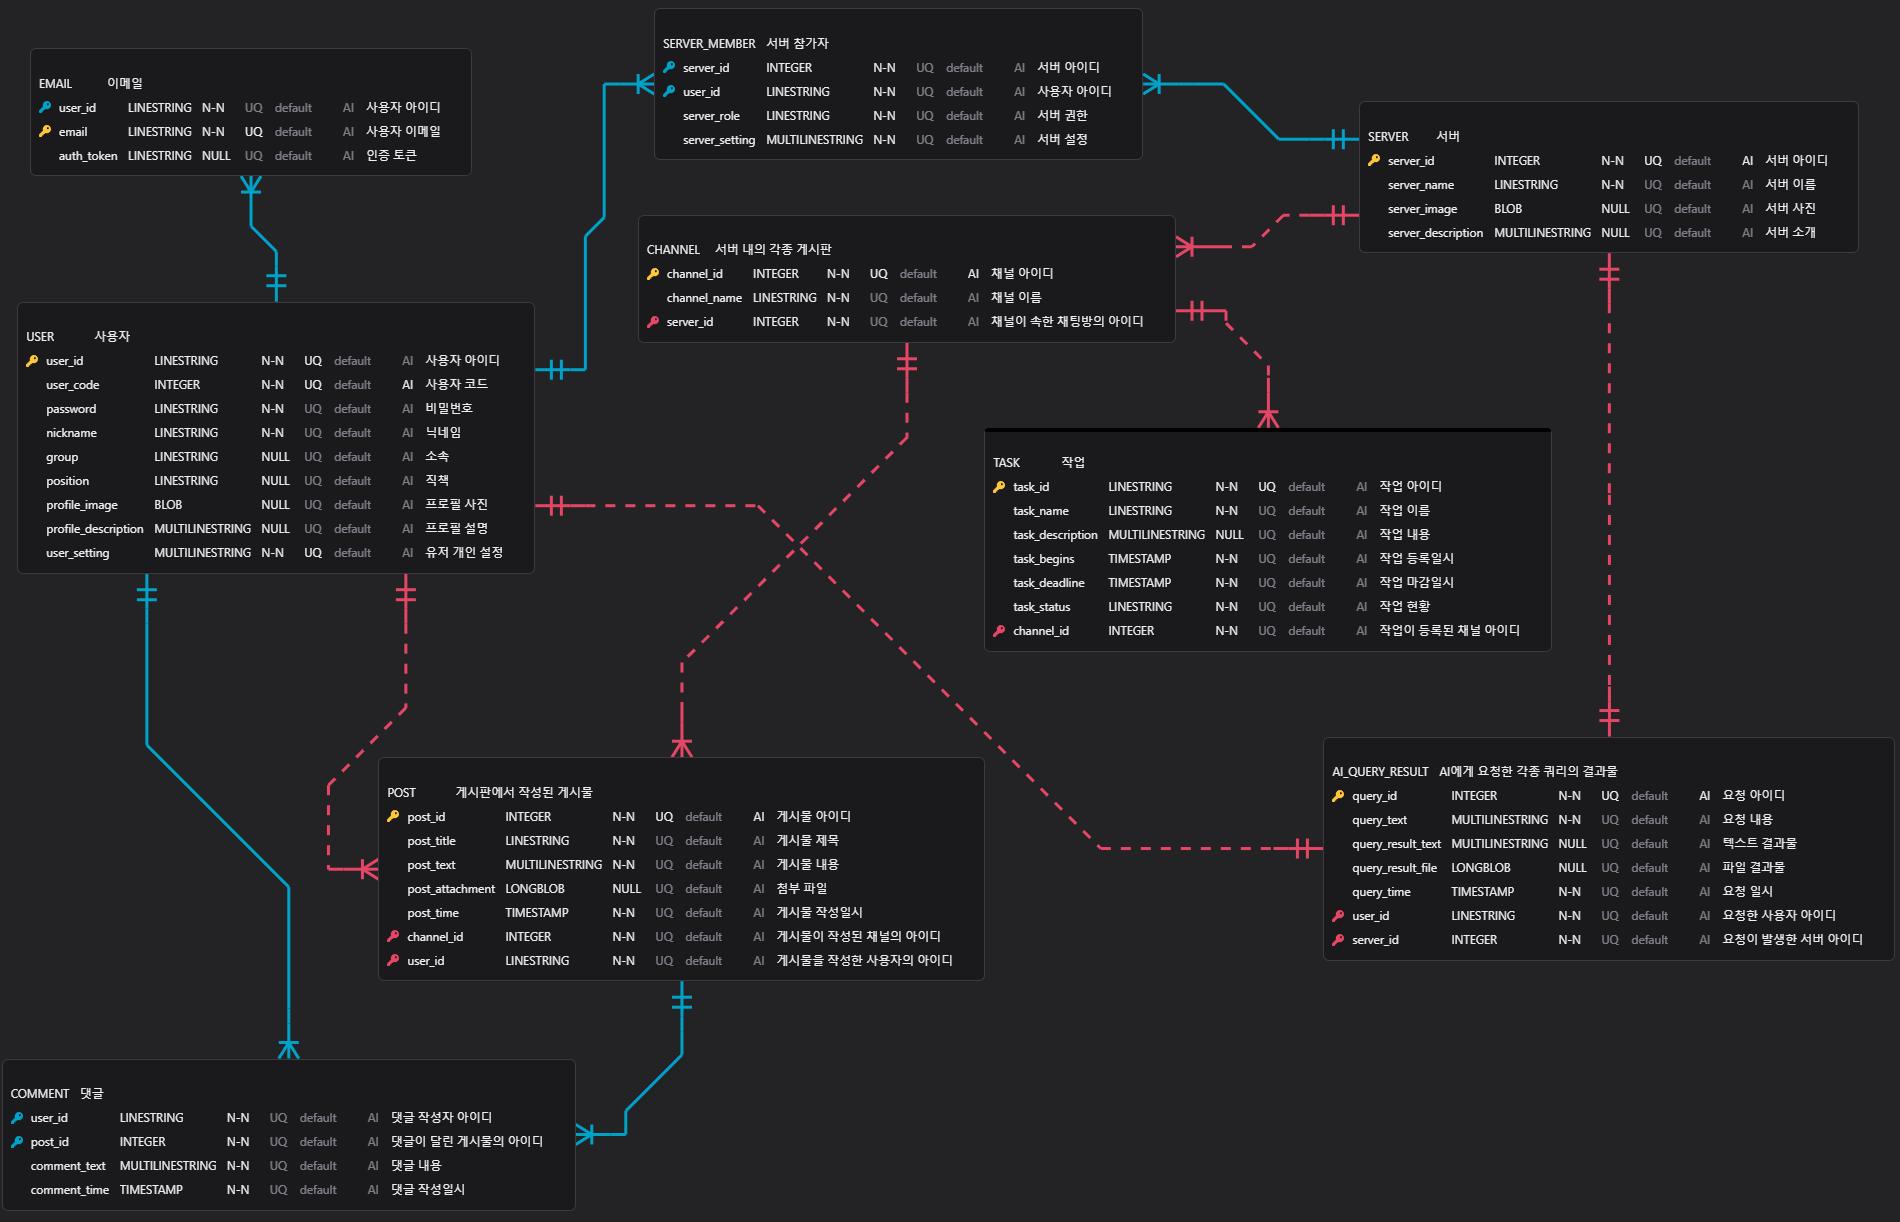 EMAIL 이메일
user_id LINESTRING N-N UQ default AI 사용자 아이디
email LINESTRING N-N UQ default AI 사용자 이메일
auth_token LINESTRING NULL UQ default AI 인증 토큰
SERVER_MEMBER 서버 참가자
server_id INTEGER N-N UQ default AI 서버 아이디
user_id LINESTRING N-N UQ default AI 사용자 아이디
server_role LINESTRING N-N UQ default AI 서버 권한
server_setting MULTILINESTRING N-N UQ default AI 서버 설정
SERVER 서버
server_id INTEGER N-N UQ default AI 서버 아이디
server_name LINESTRING N-N UQ default AI 서버 이름
server_image BLOB NULL UQ default AI 서버 사진
server_description MULTILINESTRING NULL UQ default AI 서버 소개
CHANNEL 서버 내의 각종 게시판
channel_id INTEGER N-N UQ default AI 채널 아이디
channel_name LINESTRING N-N UQ default AI 채널 이름
server_id INTEGER N-N UQ default AI 채널이 속한 채팅방의 아이디
USER 사용자
user_id LINESTRING N-N UQ default AI 사용자 아이디
user_code INTEGER N-N UQ default AI 사용자 코드
password LINESTRING N-N UQ default AI 비밀번호
nickname LINESTRING N-N UQ default AI 닉네임
group LINESTRING NULL UQ default AI 소속
position LINESTRING NULL UQ default AI 직책
profile_image BLOB NULL UQ default AI 프로필 사진
profile_description MULTILINESTRING NULL UQ default AI 프로필 설명
user_setting MULTILINESTRING N-N UQ default AI 유저 개인 설정
TASK 작업
task_id LINESTRING N-N UQ default AI 작업 아이디
task_name LINESTRING N-N UQ default AI 작업 이름
task_description MULTILINESTRING NULL UQ default AI 작업 내용
task_begins TIMESTAMP N-N UQ default AI 작업 등록일시
task_deadline TIMESTAMP N-N UQ default AI 작업 마감일시
task_status LINESTRING N-N UQ default AI 작업 현황
channel_id INTEGER N-N UQ default AI 작업이 등록된 채널 아이디
POST 게시판에서 작성된 게시물
post_id INTEGER N-N UQ default AI 게시물 아이디
post_title LINESTRING N-N UQ default AI 게시물 제목
post_text MULTILINESTRING N-N UQ default AI 게시물 내용
post_attachment LONGBLOB NULL UQ default AI 첨부 파일
post_time TIMESTAMP N-N UQ default AI 게시물 작성일시
channel_id INTEGER N-N UQ default AI 게시물이 작성된 채널의 아이디
user_id LINESTRING N-N UQ default AI 게시물을 작성한 사용자의 아이디
AI_QUERY_RESULT AI에게 요청한 각종 쿼리의 결과물
query_id INTEGER N-N UQ default AI 요청 아이디
query_text MULTILINESTRING N-N UQ default AI 요청 내용
query_result_text MULTILINESTRING NULL UQ default AI 텍스트 결과물
query_result_file LONGBLOB NULL UQ default AI 파일 결과물
query_time TIMESTAMP N-N UQ default AI 요청 일시
user_id LINESTRING N-N UQ default AI 요청한 사용자 아이디
server_id INTEGER N-N UQ default AI 요청이 발생한 서버 아이디
COMMENT 댓글
user_id LINESTRING N-N UQ default AI 댓글 작성자 아이디
post_id INTEGER N-N UQ default AI 댓글이 달린 게시물의 아이디
comment_text MULTILINESTRING N-N UQ default AI 댓글 내용
comment_time TIMESTAMP N-N UQ default AI 댓글 작성일시